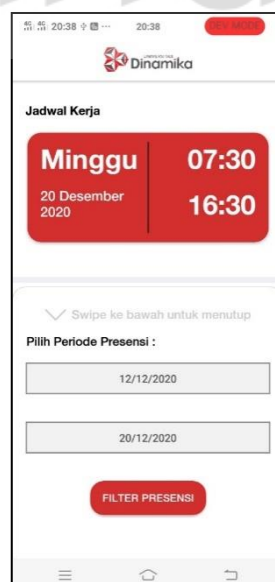 20:38 20:38 DEV MODE
Dinamika
Jadwal Kerja
Minggu 07:30
20 Desember 16:30
2020
Swipe ke bawah untuk menutup
Pilih Periode Presensi :
12/12/2020
20/12/2020
FILTER PRESENSI